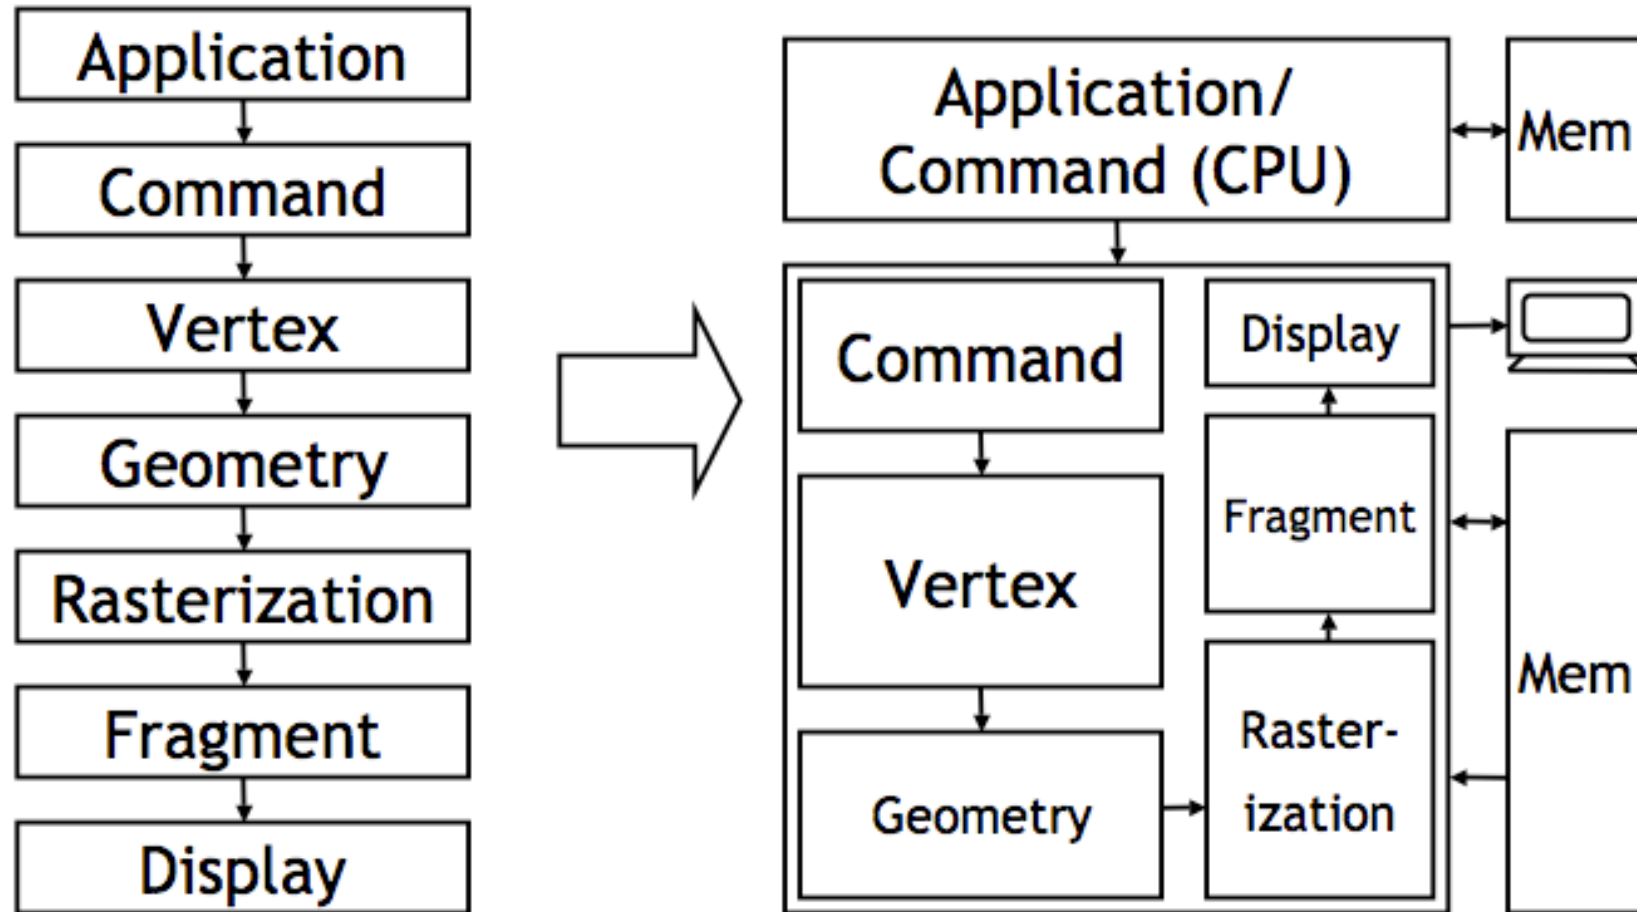 Application
Command
Vertex
Geometry
Rasterization
Fragment
Display
Application/
Command (CPU)
Mem
Command
Vertex
Geometry
Display
Fragment
Raster-
ization
Mem